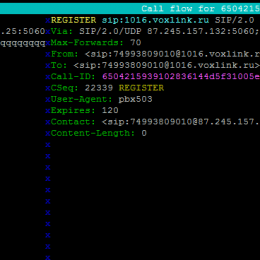 Call flow for 6504215
REGISTER sip:1016.voxlink.ru SIP/2.0
.25:5060 Via: SIP/2.0/UDP 87.245.157.132:5060;
qqqqqqqq Max-Forwards: 70
From: <sip:74993809010@1016.voxlink.r
To: <sip:74993809010@1016.voxlink.ru>
Call-ID: 6504215939102836144d5f31005e
CSeq: 22339 REGISTER
User-Agent: pbx503
Expires: 120
Contact: <sip:74993809010@87.245.157.
Content-Length: 0